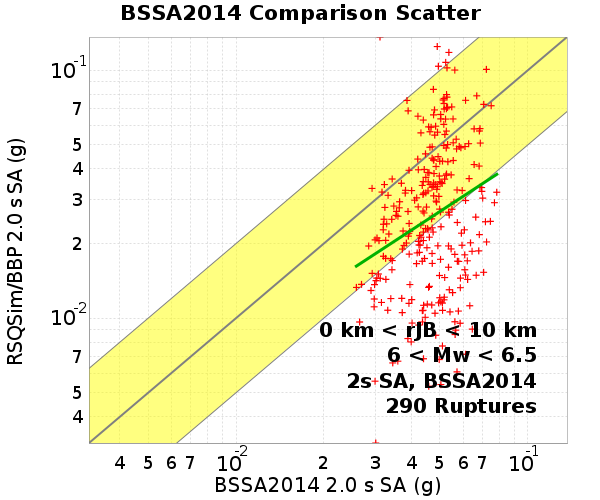 BSSA2014 Comparison Scatter
RSQSim/BBP 2.0 s SA (g)
10-1
7
5
4
3
2
10-2
7
5
4
0 km < rJB < 10 km
6 < Mw < 6.5
2s SA, BSSA2014
290 Ruptures
4 5 6 7 10-2 2 3 4 5 6 7 10-1
BSSA2014 2.0 s SA (g)